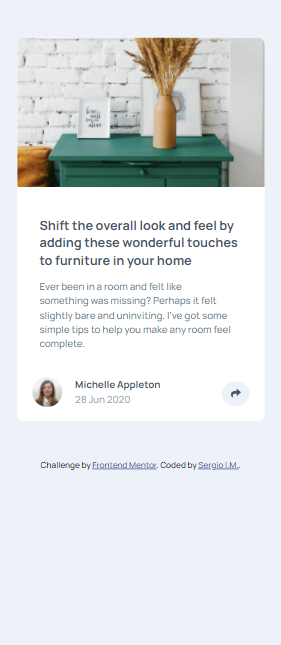 Shift the overall look and feel by
adding these wonderful touches
to furniture in your home
Ever been in a room and felt like
something was missing? Perhaps it felt
slightly bare and uninviting. I've got some
simple tips to help you make any room feel
complete.
Michelle Appleton
28 Jun 2020
Challenge by Frontend Mentor. Coded by Sergio I.M..